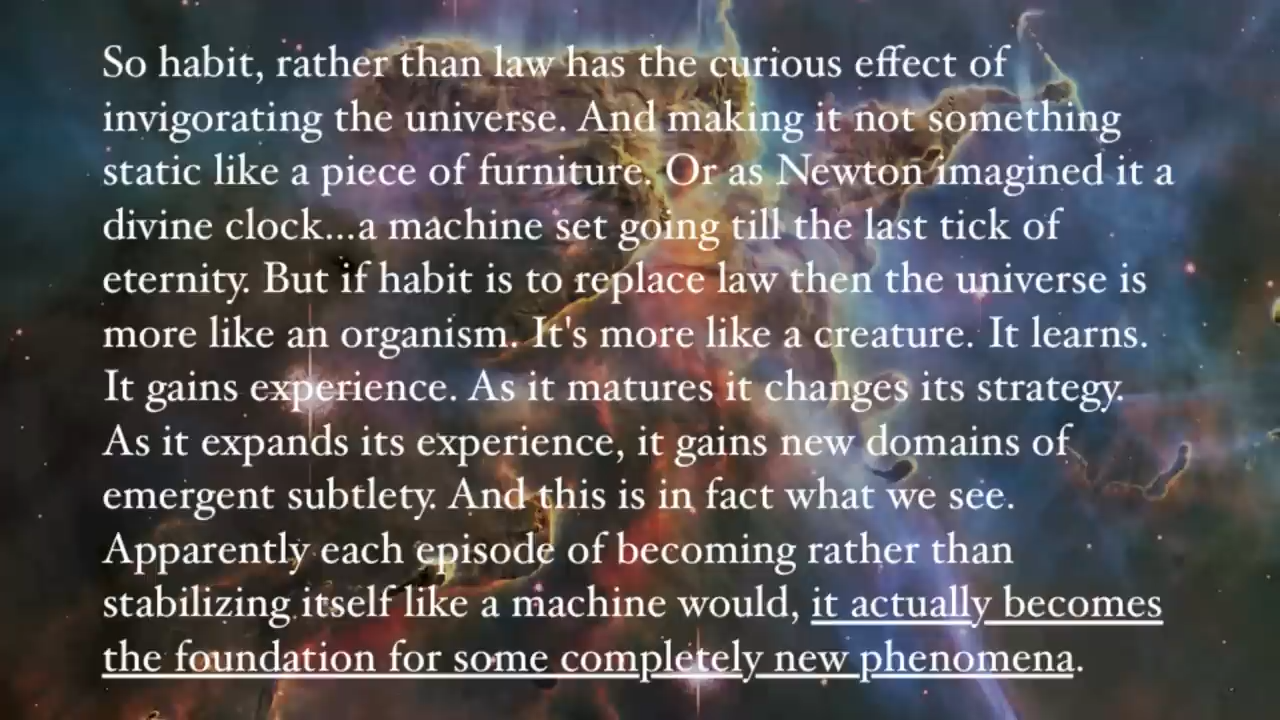 So habit, rather than law has the curious effect of
invigorating the universe. And making it not something
static like a piece of furniture. Or as Newton imagined it a
divine clock...a machine set going till the last tick of
eternity. But if habit is to replace law then the universe is
more like an organism. It's more like a creature. It learns.
It gains experience. As it matures it changes its strategy.
As it expands its experience, it gains new domains of
emergent subtlety. And this is in fact what we see.
Apparently each episode of becoming rather than
stabilizing itself like a machine would, it actually becomes
the foundation for some completely new phenomena.